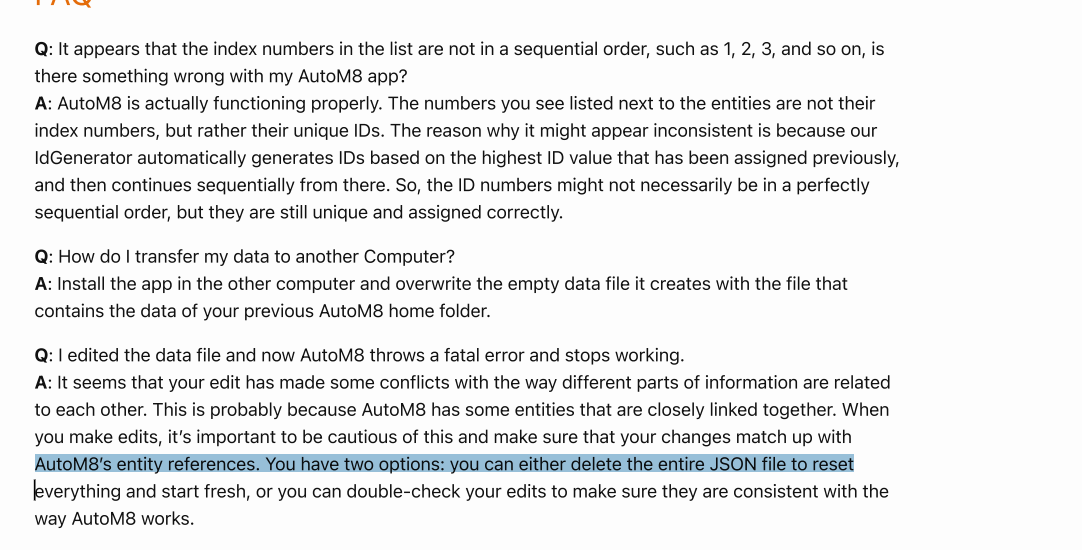 FAQ
Q: It appears that the index numbers in the list are not in a sequential order, such as 1, 2, 3, and so on, is
there something wrong with my AutoM8 app?
A: AutoM8 is actually functioning properly. The numbers you see listed next to the entities are not their
index numbers, but rather their unique IDs. The reason why it might appear inconsistent is because our
IdGenerator automatically generates IDs based on the highest ID value that has been assigned previously,
and then continues sequentially from there. So, the ID numbers might not necessarily be in a perfectly
sequential order, but they are still unique and assigned correctly.
Q: How do I transfer my data to another Computer?
A: Install the app in the other computer and overwrite the empty data file it creates with the file that
contains the data of your previous AutoM8 home folder.
Q: I edited the data file and now AutoM8 throws a fatal error and stops working.
A: It seems that your edit has made some conflicts with the way different parts of information are related
to each other. This is probably because AutoM8 has some entities that are closely linked together. When
you make edits, it’s important to be cautious of this and make sure that your changes match up with
AutoM8’s entity references. You have two options: you can either delete the entire JSON file to reset
everything and start fresh, or you can double-check your edits to make sure they are consistent with the
way AutoM8 works.